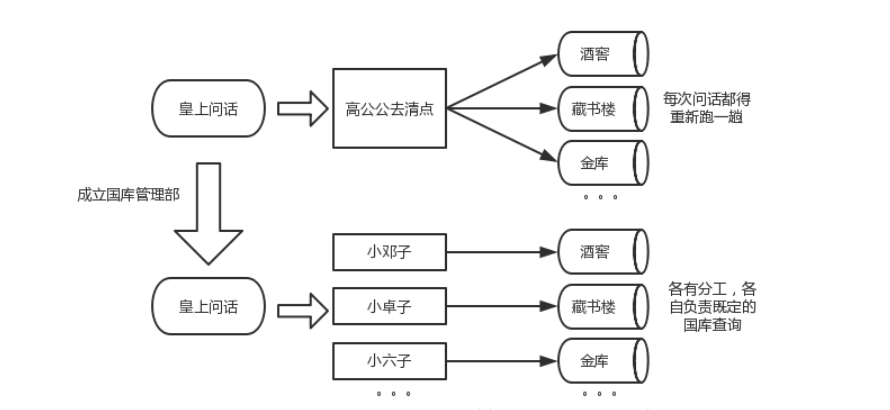 酒窖
皇上问话
高公公去清点
藏书楼
每次问话都得
重新跑一趟
金库
。。。
成立国库管理部
小邓子
酒窖
皇上问话
小卓子
藏书楼
各有分工，各
自负责既定的
国库查询
小六子
金库
。。。
。。。